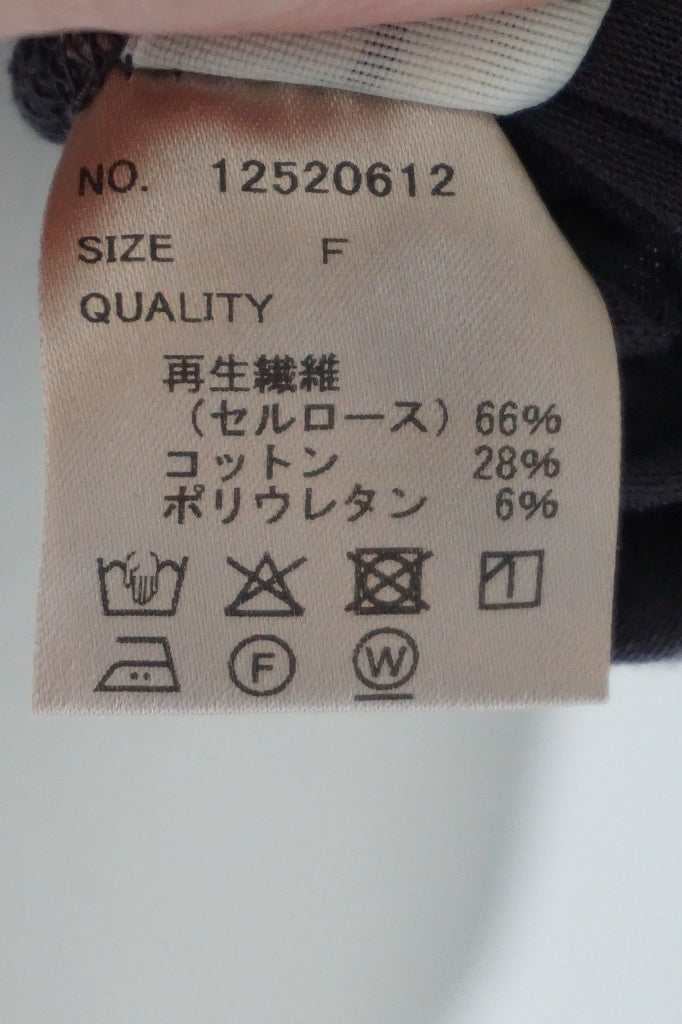 NO. 12520612
SIZE F
QUALITY
再生繊維
(セルロース) 66%
コットン 28%
ポリウレタン 6%
F W